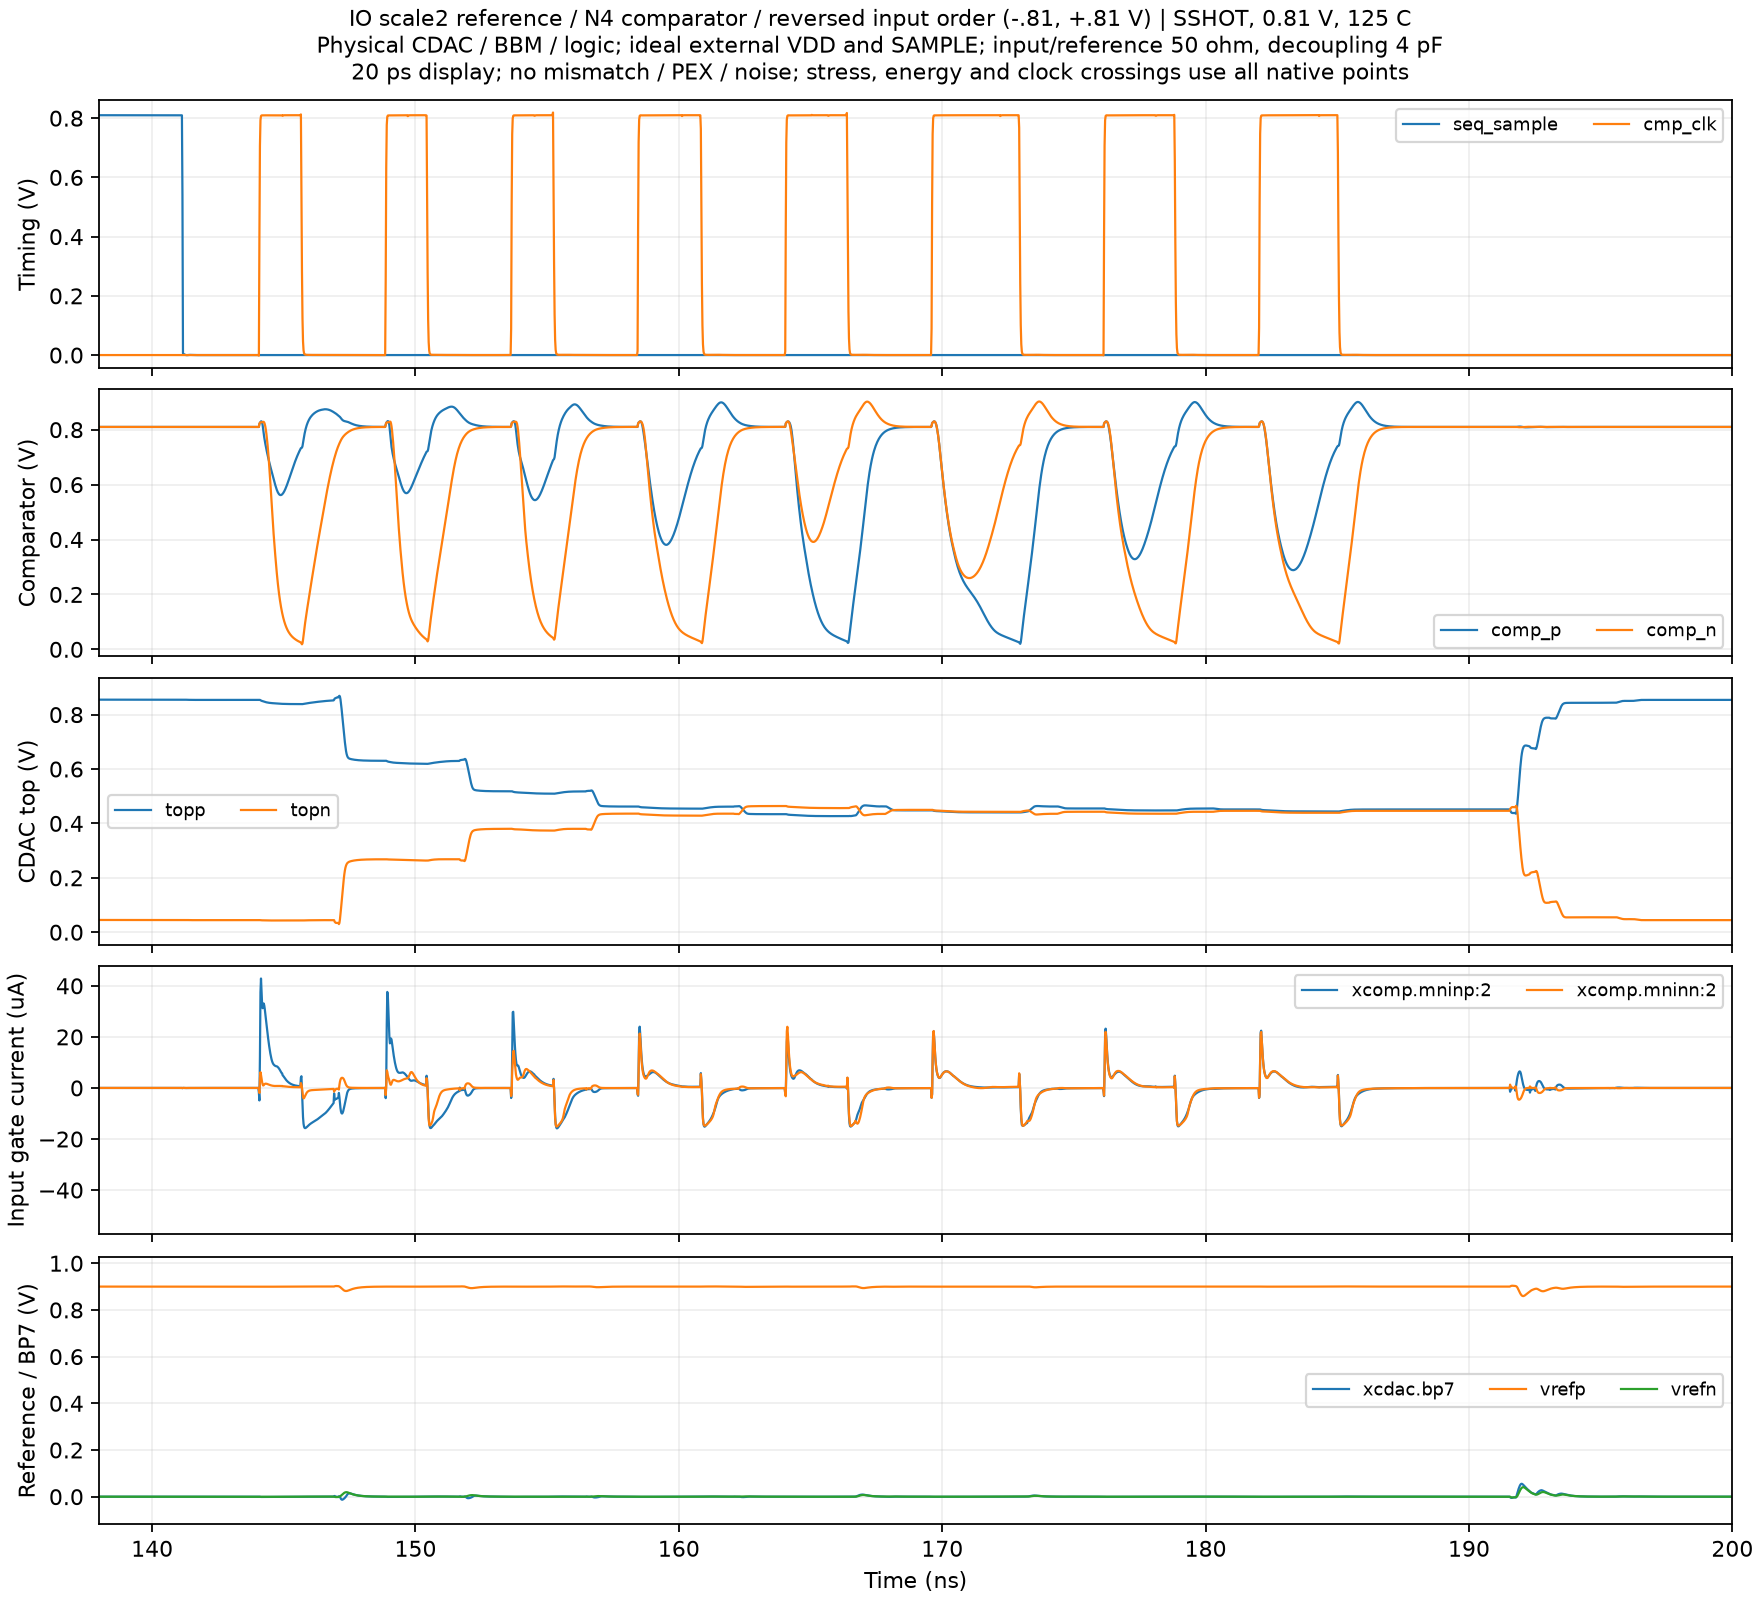 IO scale2 reference / N4 comparator / reversed input order (-.81, +.81 V) | SSHOT, 0.81 V, 125 C
Physical CDAC / BBM / logic; ideal external VDD and SAMPLE; input/reference 50 ohm, decoupling 4 pF
20 ps display; no mismatch / PEX / noise; stress, energy and clock crossings use all native points
Timing (V)
0.8
0.6
0.4
0.2
0.0
seq_sample
cmp_clk
Comparator (V)
0.8
0.6
0.4
0.2
0.0
comp_p
comp_n
CDAC top (V)
0.8
0.6
0.4
0.2
0.0
topp
topn
Input gate current (uA)
40
20
0
−20
−40
xcomp.mninp:2
xcomp.mninn:2
Reference / BP7 (V)
1.0
0.8
0.6
0.4
0.2
0.0
xcdac.bp7
vrefp
vrefn
140
150
160
170
180
190
200
Time (ns)